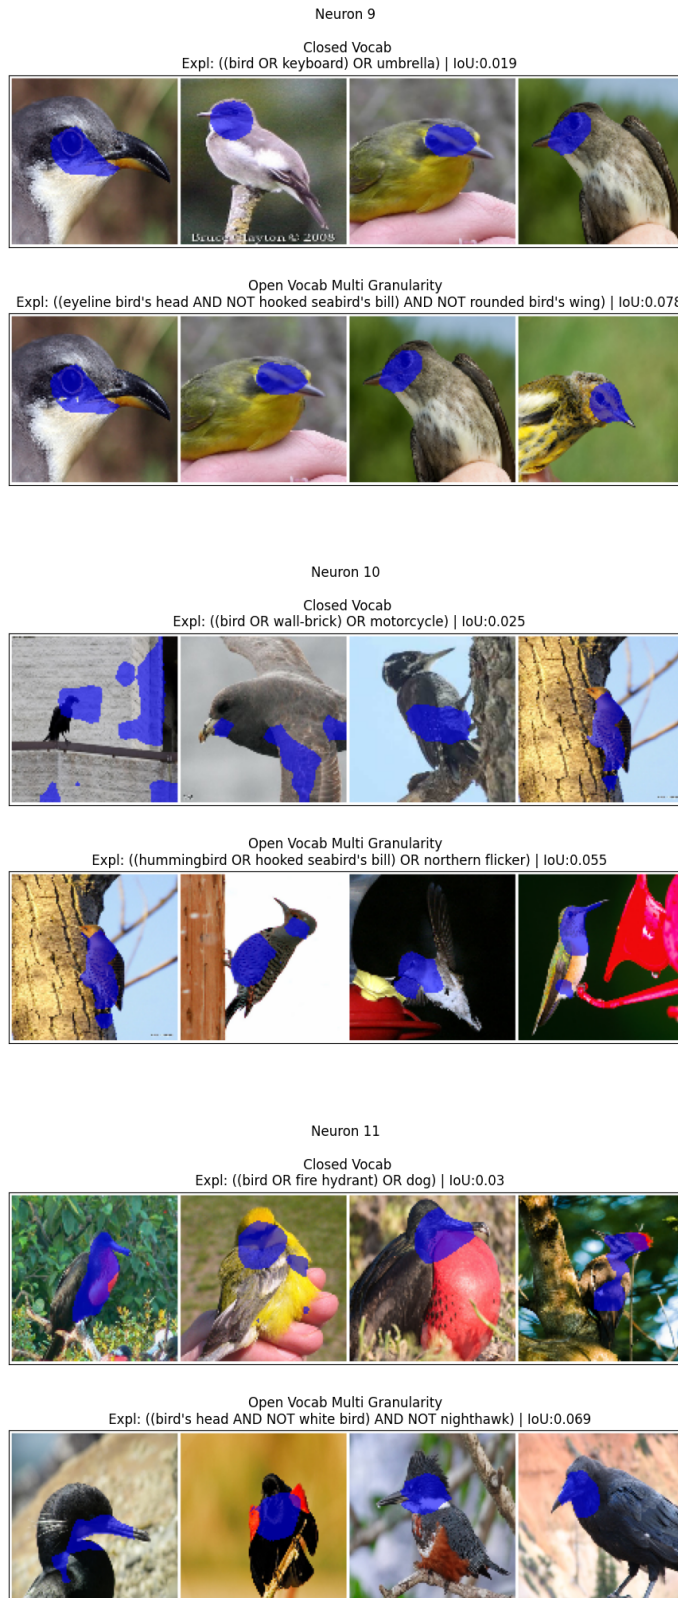 Neuron 9
Closed Vocab
Expl: ((bird OR keyboard) OR umbrella) | IoU:0.019
Bruce Clayton © 2008
Open Vocab Multi Granularity
Expl: ((eyeline bird's head AND NOT hooked seabird's bill) AND NOT rounded bird's wing) | IoU:0.078
Neuron 10
Closed Vocab
Expl: ((bird OR wall-brick) OR motorcycle) | IoU:0.025
Open Vocab Multi Granularity
Expl: ((hummingbird OR hooked seabird's bill) OR northern flicker) | IoU:0.055
Neuron 11
Closed Vocab
Expl: ((bird OR fire hydrant) OR dog) | IoU:0.03
Open Vocab Multi Granularity
Expl: ((bird's head AND NOT white bird) AND NOT nighthawk) | IoU:0.069